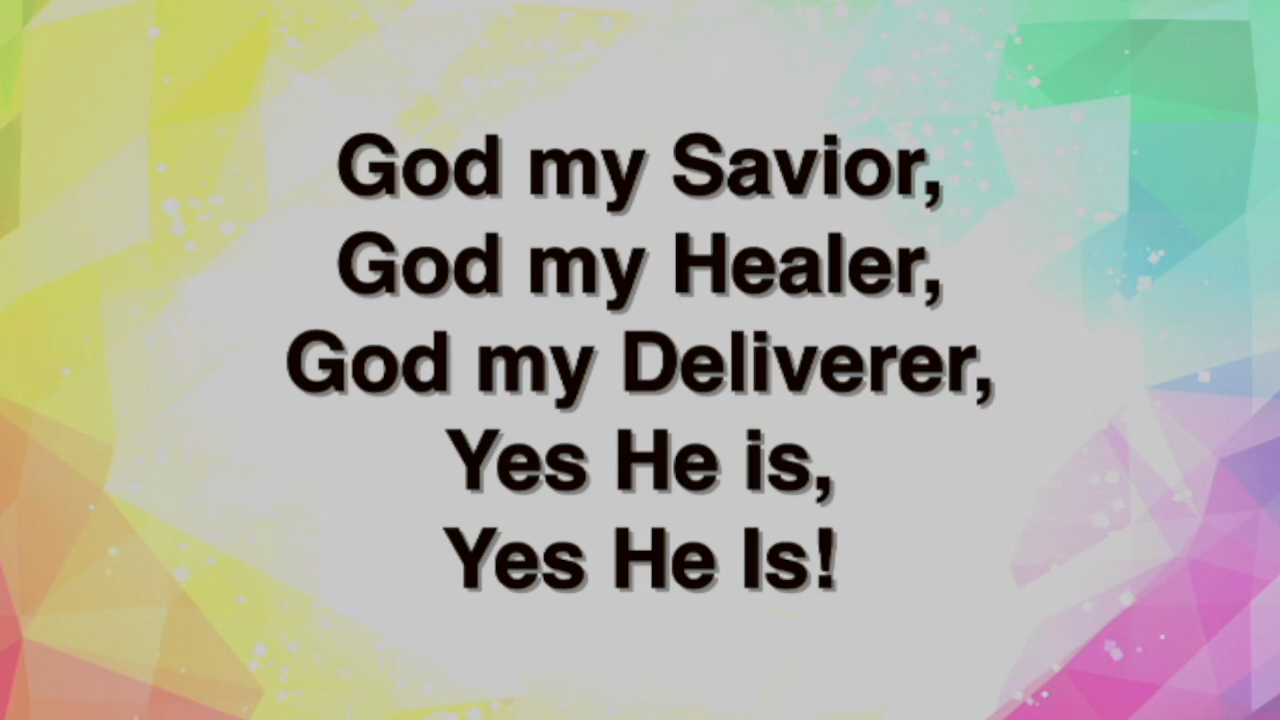 God my Savior,
God my Healer,
God my Deliverer,
Yes He is,
Yes He Is!